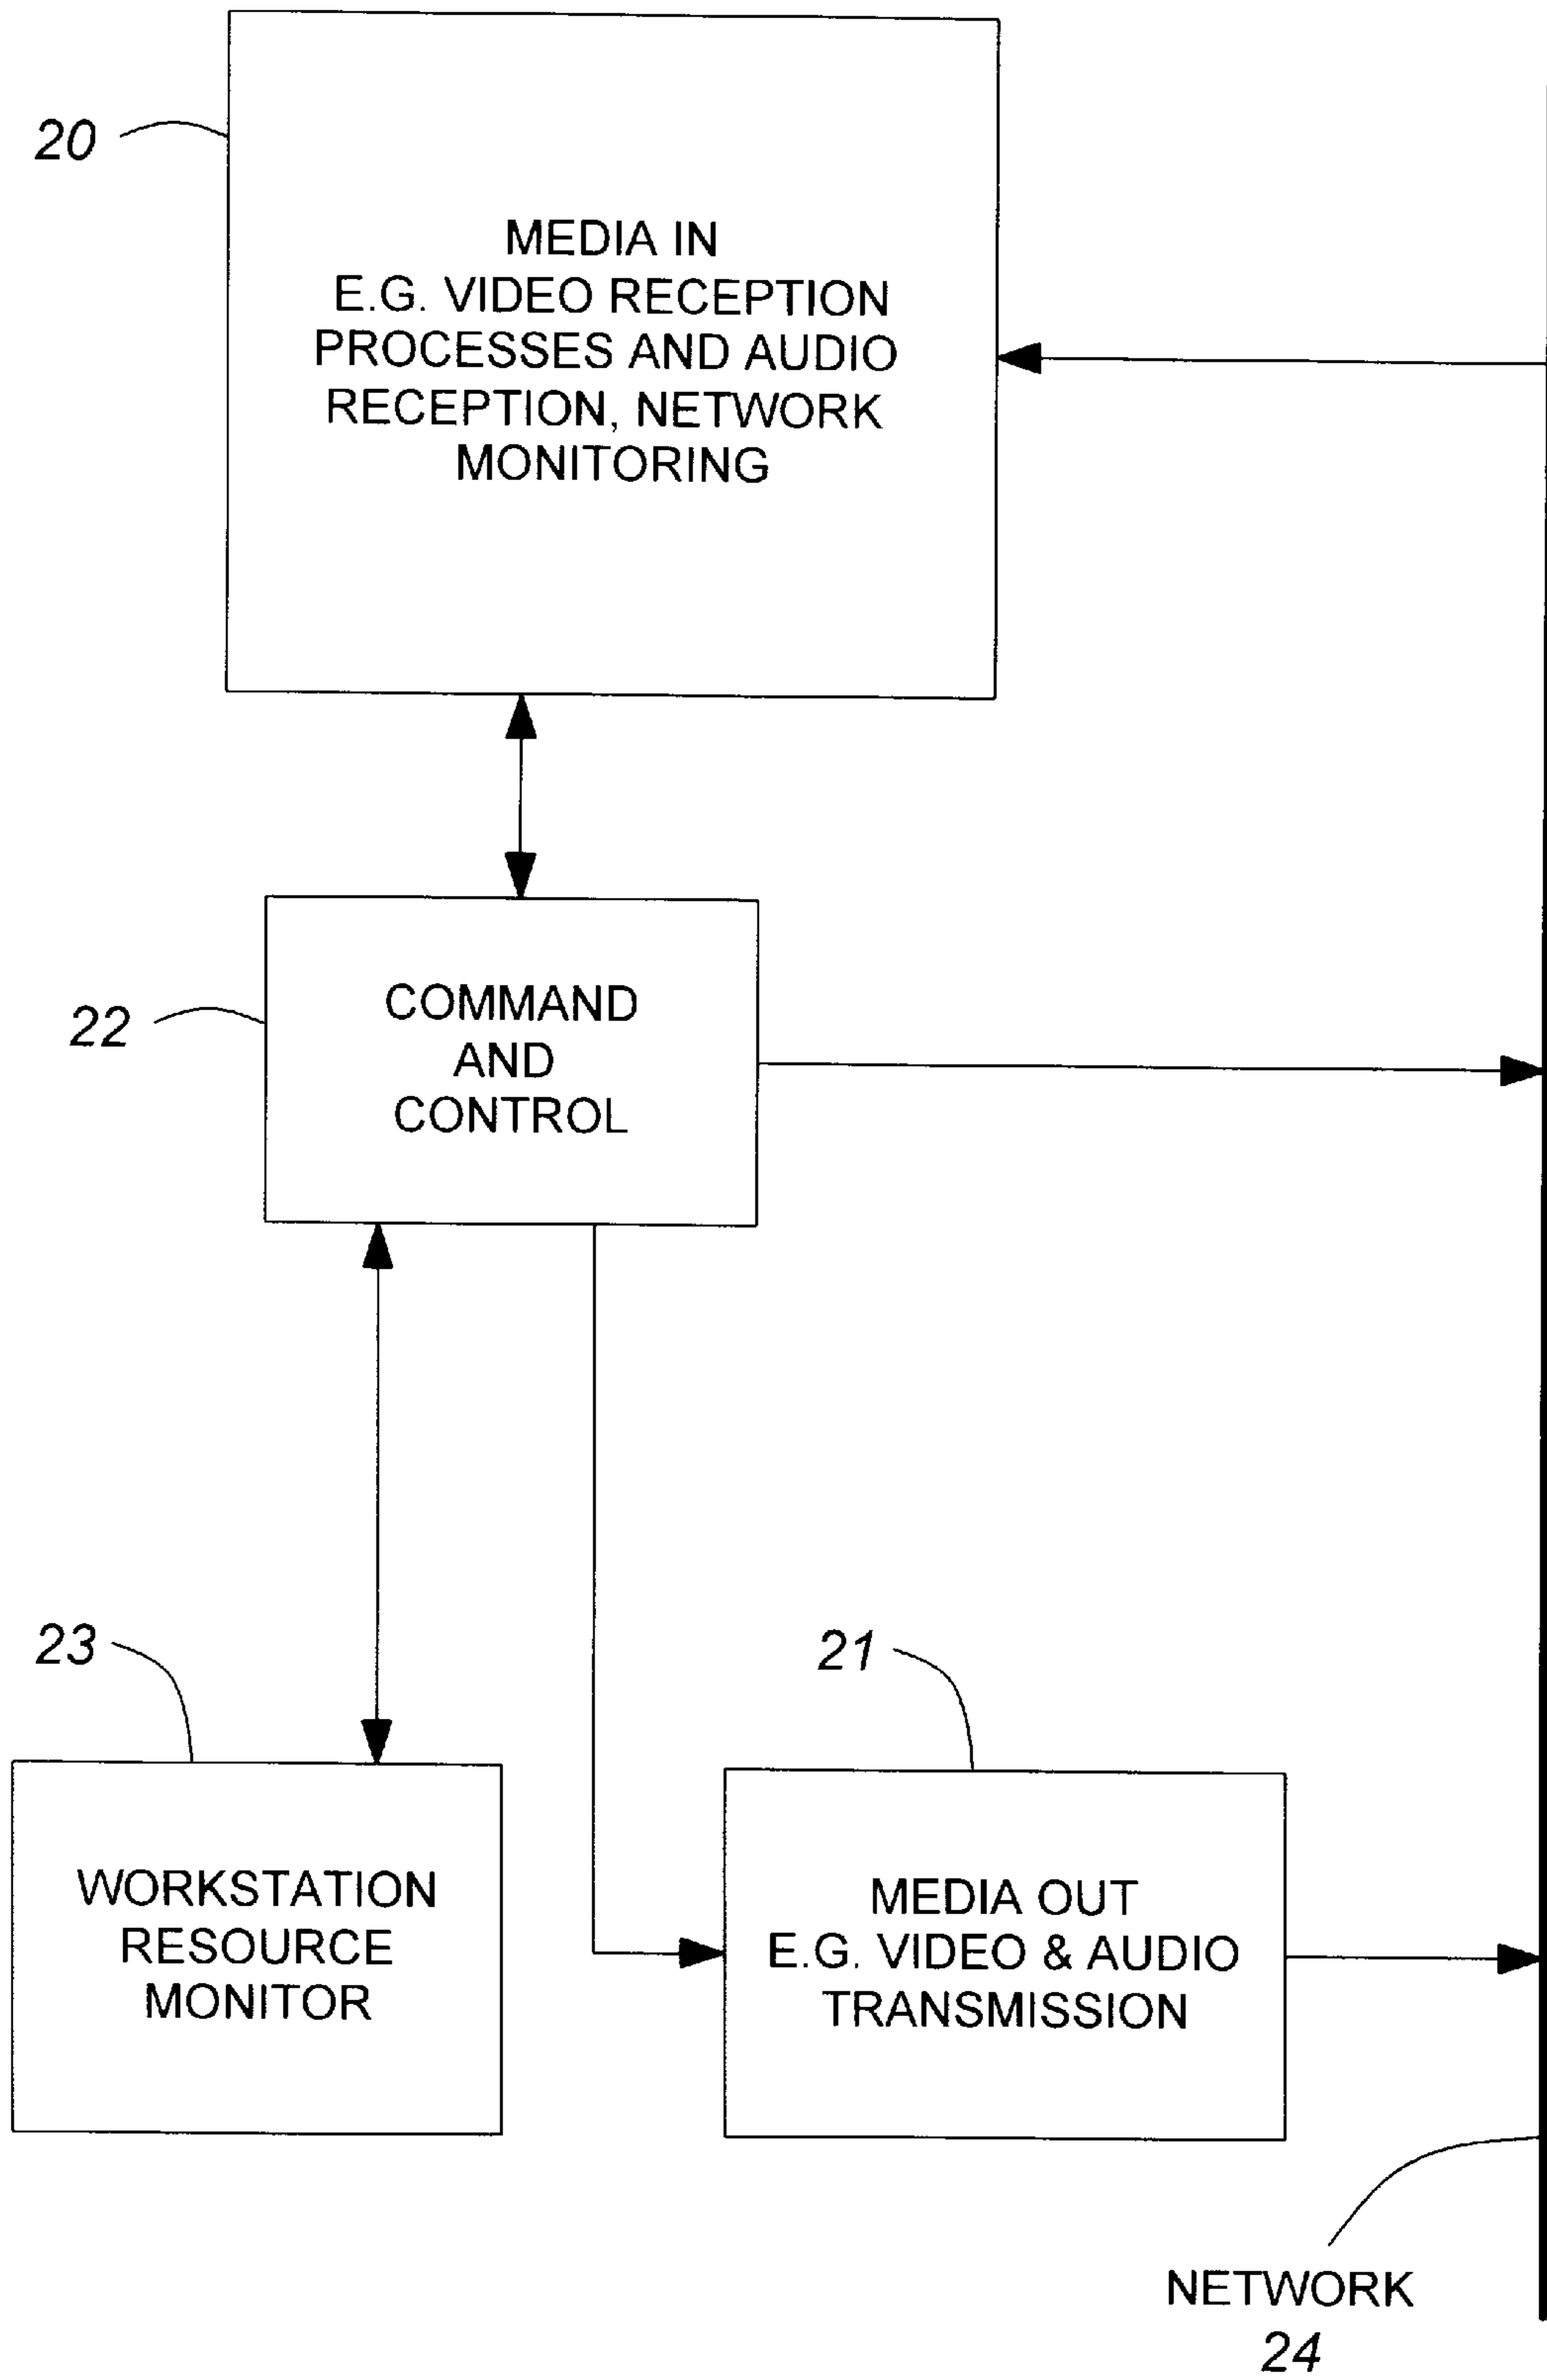 20
MEDIA IN
E.G. VIDEO RECEPTION
PROCESSES AND AUDIO
RECEPTION, NETWORK
MONITORING
22
COMMAND
AND
CONTROL
23
WORKSTATION
RESOURCE
MONITOR
21
MEDIA OUT
E.G. VIDEO & AUDIO
TRANSMISSION
NETWORK
24